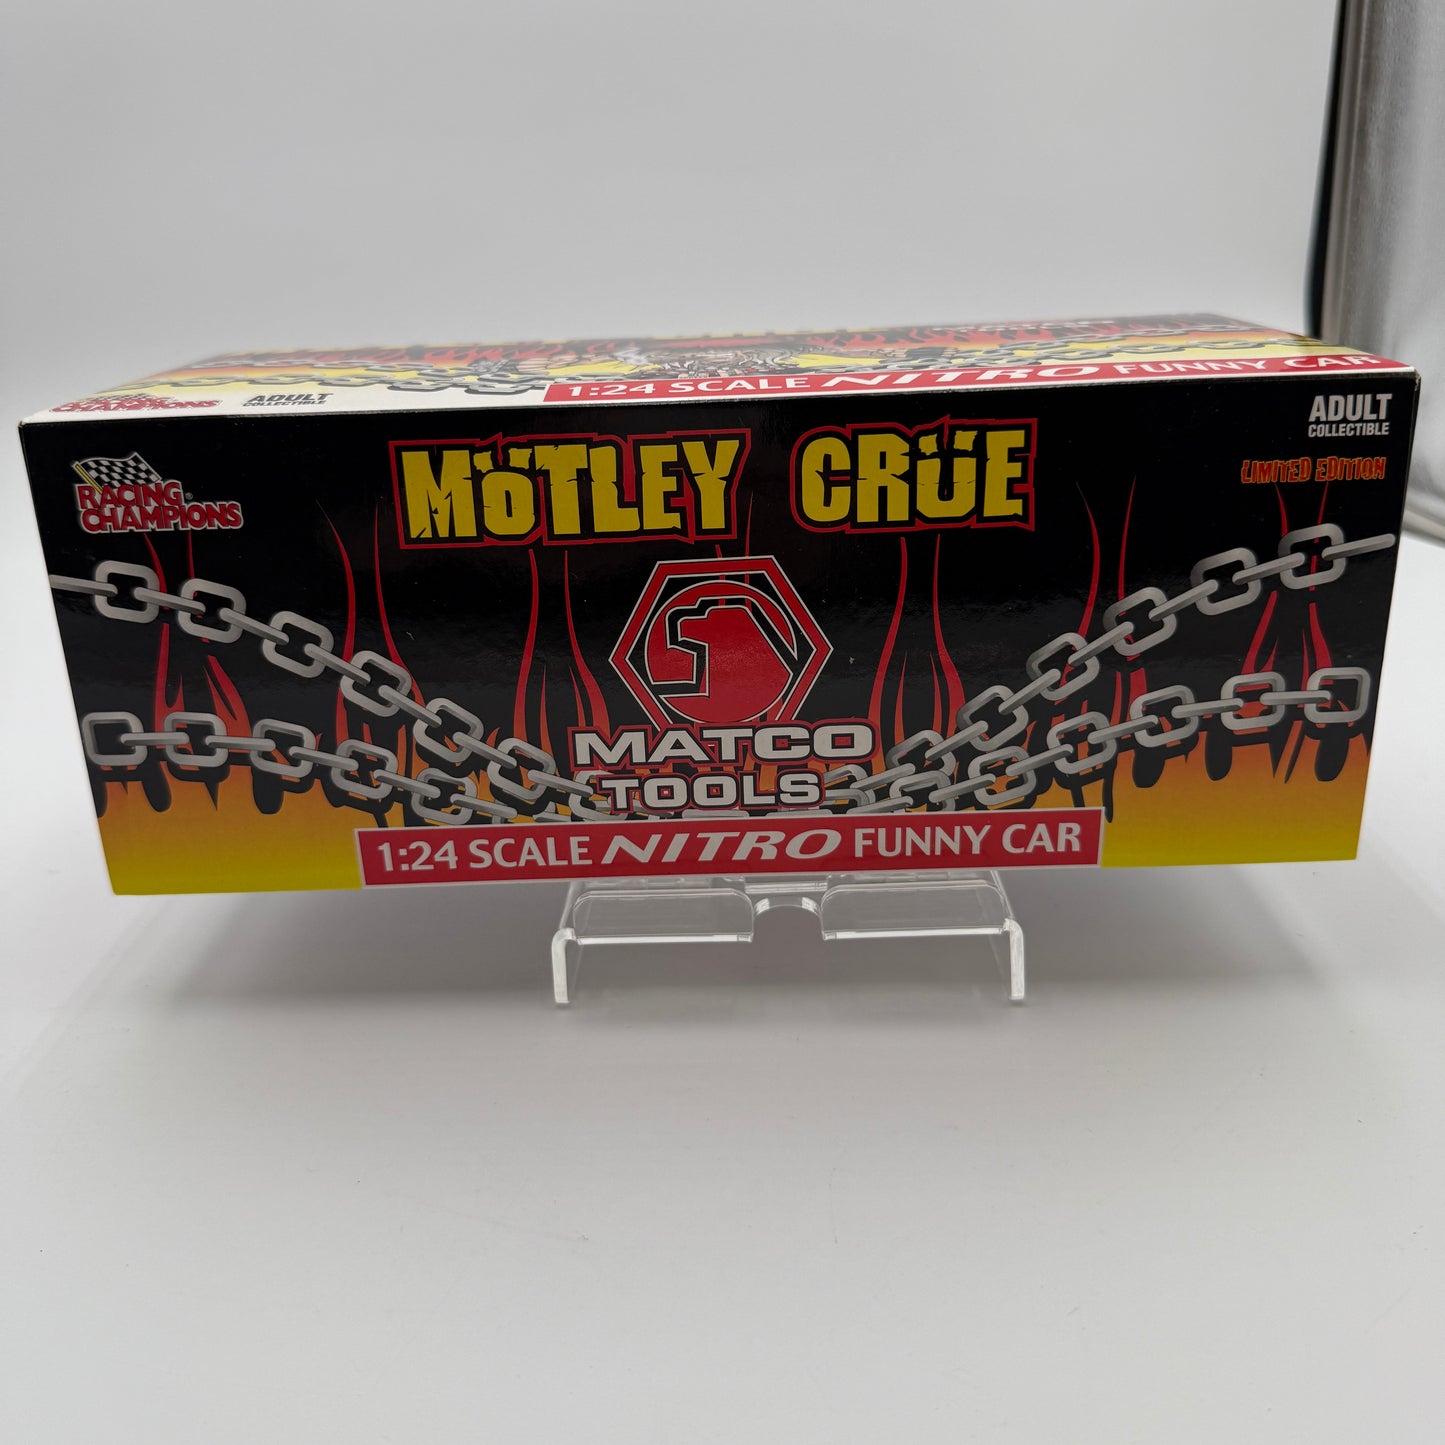 RACING
CHAMPIONS
ADULT
COLLECTIBLE
1:24 SCALE NITRO FUNNY CAR
RACING®
CHAMPIONS
MÖTLEY CRÜE
ADULT
COLLECTIBLE
LIMITED EDITION
MATCO
TOOLS
1:24 SCALE NITRO FUNNY CAR